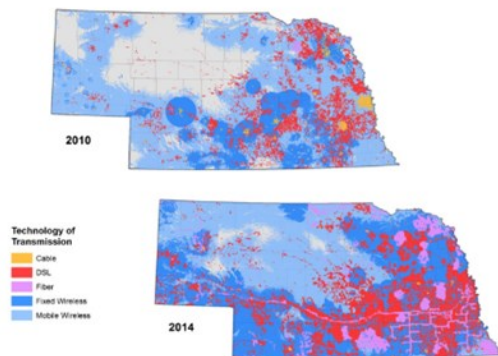 2010
Technology of
Transmission
Cable
DSL
Fiber
Fixed Wireless
Mobile Wireless
2014